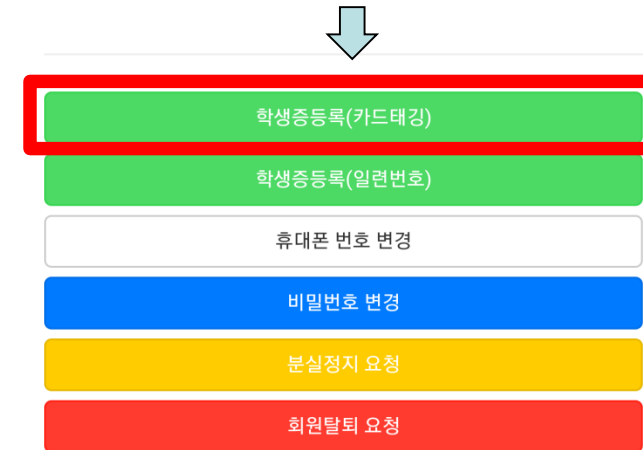 학생증등록(카드태깅)
학생증등록(일련번호)
휴대폰 번호 변경
비밀번호 변경
분실정지 요청
회원탈퇴 요청